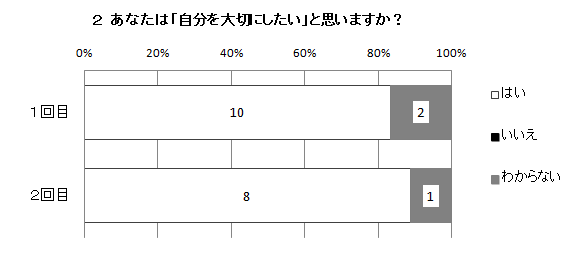 ２ あなたは「自分を大切にしたい」と思いますか？
0% 20% 40% 60% 80% 100%
１回目 10 2
２回目 8 1
はい
いいえ
わからない